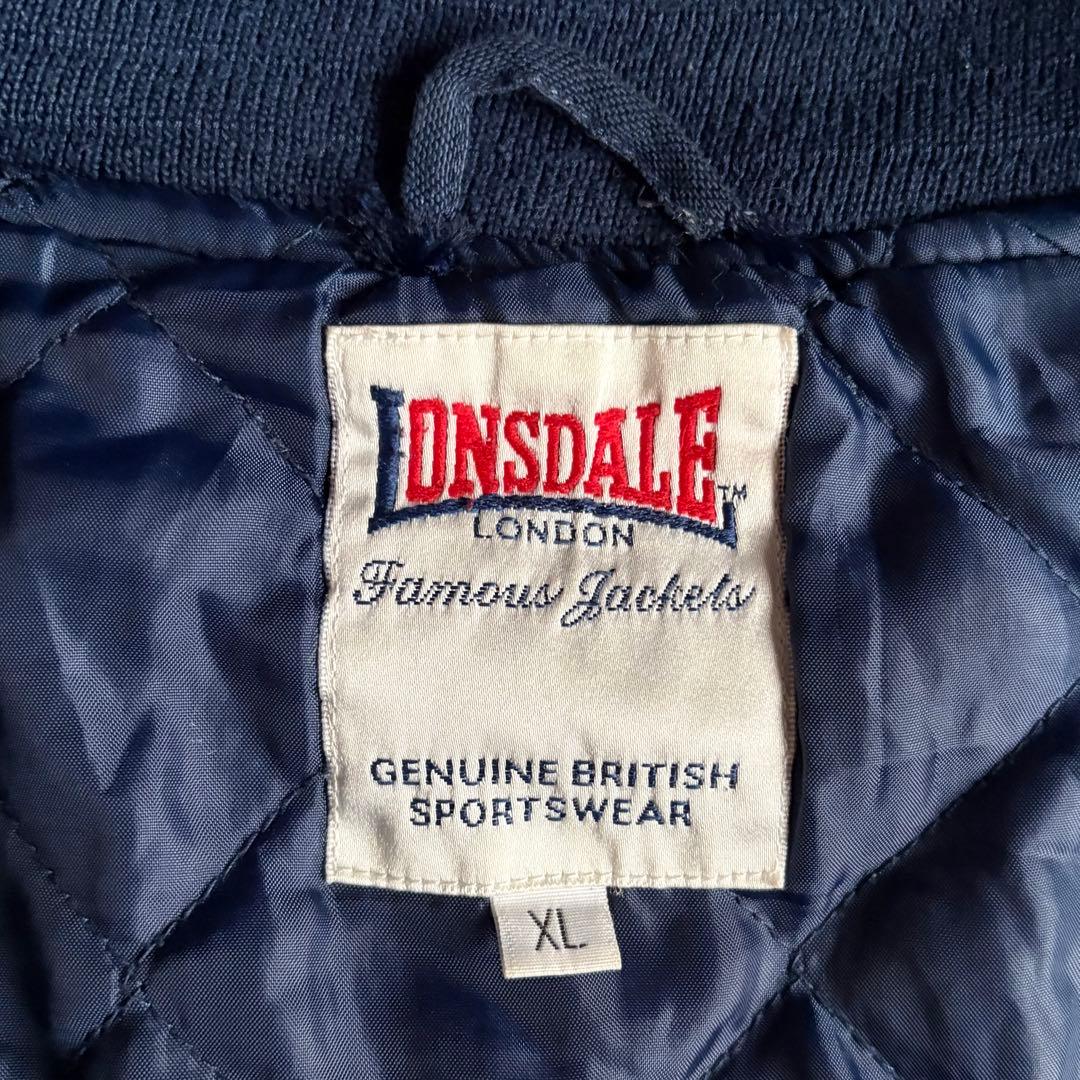 LONSDALE™
LONDON
Famous Jackets
GENUINE BRITISH
SPORTSWEAR
XL.